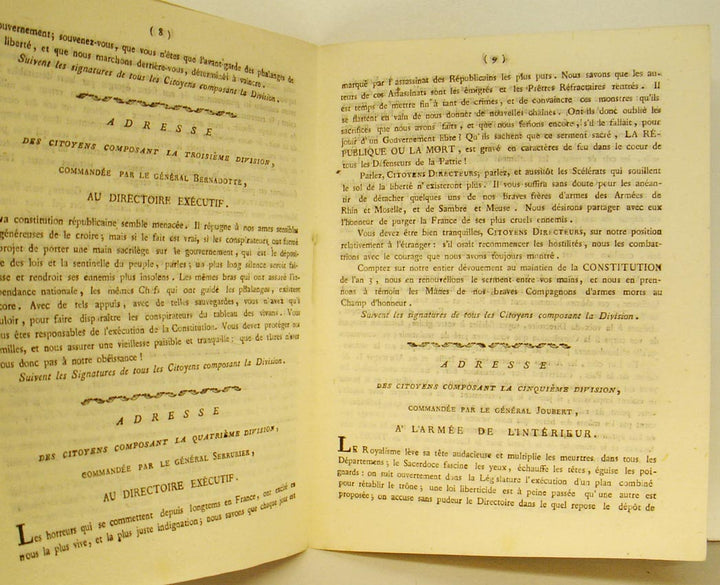 ( 8 )
ouvernement; souvenez-vous, que vous n'êtes que l'avant-garde des phalanges de
liberté, et que nous marchons derrière-vous, déterminés à vaincre.
Suivent les signatures de tous les Citoyens composant la Division.
ADRESSE
DES CITOYENS COMPOSANT LA TROISIÈME DIVISION,
COMMANDÉE PAR LE GÉNÉRAL BERNADOTTE,
AU DIRECTOIRE EXÉCUTIF.
a constitution républicaine semble menacée. Il répugne à nos ames sensibles
généreuses de le croire; mais si le fait est vrai, si les conspirateurs ont formé
projet de porter une main sacrilége sur le gouvernement, qui est le déposi-
des lois et la sentinelle du peuple, parlez; un plus long silence seroit fai-
sse et rendroit ses ennemis plus insolens. Les mêmes bras qui ont assuré l'in-
pendance nationale, les mêmes Chefs qui ont guidé les phalanges, existent
core. Avec de tels appuis, avec de telles sauvegardes, vous n'avez qu'à
uloir, pour faire disparaître les conspirateurs du tableau des vivans. Vous
us êtes responsables de l'exécution de la Constitution. Vous devez protéger nos
milles, et nous assurer une vieillesse paisible et tranquille: que de titres n'avez
vous donc pas à notre obéissance!
Suivent les Signatures de tous les Citoyens composant la Division.
ADRESSE
DES CITOYENS COMPOSANT LA QUATRIÈME DIVISION,
COMMANDÉE PAR LE GÉNÉRAL SERRURIER,
AU DIRECTOIRE EXÉCUTIF.
Les horreurs qui se commettent depuis longtems en France, ont excité en
nous la plus vive, et la plus juste indignation; nous savons que chaque jour est
( 9 )
marqué par l'assassinat des Républicains les plus purs. Nous savons que les au-
teurs de ces Assassinats sont les émigrés et les Prêtres Réfractaires rentrés. Il
est temps de mettre fin à tant de crimes, et de convaincre ces monstres qu'ils
se flattent en vain de nous donner de nouvelles chaînes. Ont-ils donc oublié les
sacrifices que nous avons faits, et que nous ferions encore, s'il le fallait, pour
jouir d'un Gouvernement libre! Qu'ils sachent que ce serment sacré, LA RÉ-
PUBLIQUE OU LA MORT, est gravé en caractères de feu dans le coeur de
tous les Défenseurs de la Patrie!
Parlez, CITOYENS DIRECTEURS, parlez, et aussitôt les Scélérats qui souillent
le sol de la liberté n'existeront plus. Il vous suffira sans doute pour les anéan-
tir de détacher quelques uns de nos braves frères d'armes des Armées de
Rhin et Moselle, et de Sambre et Meuse. Nous désirons partager avec eux
l'honneur de purger la France de ses plus cruels ennemis.
Vous devez être bien tranquilles, CITOYENS DIRECTEURS, sur notre position
relativement à l'étranger: s'il osait recommencer les hostilités, nous les combat-
trions avec le courage que nous avons toujours montré.
Comptez sur notre entier dévouement au maintien de la CONSTITUTION
de l'an 3, nous en renouvellons le serment entre vos mains, et nous en pren-
nons à témoin les Mânes de nos braves Compagnons d'armes morts au
Champ d'honneur.
Suivent les signatures de tous les Citoyens composant la Division.
ADRESSE
DES CITOYENS COMPOSANT LA CINQUIÈME DIVISION,
COMMANDÉE PAR LE GÉNÉRAL JOUBERT,
A L'ARMÉE DE L'INTÉRIEUR.
LE Royalisme lève sa tête audacieuse et multiplie les meurtres dans tous les
Départemens; le Sacerdoce fascine les yeux, échauffe les têtes, éguise les poi-
gnards: on suit ouvertement dans la Législature l'exécution d'un plan combiné
pour rétablir le trône; une loi liberticide est à peine passée qu'une autre est
proposée; on accuse sans pudeur le Directoire dans le quel repose le dépôt de